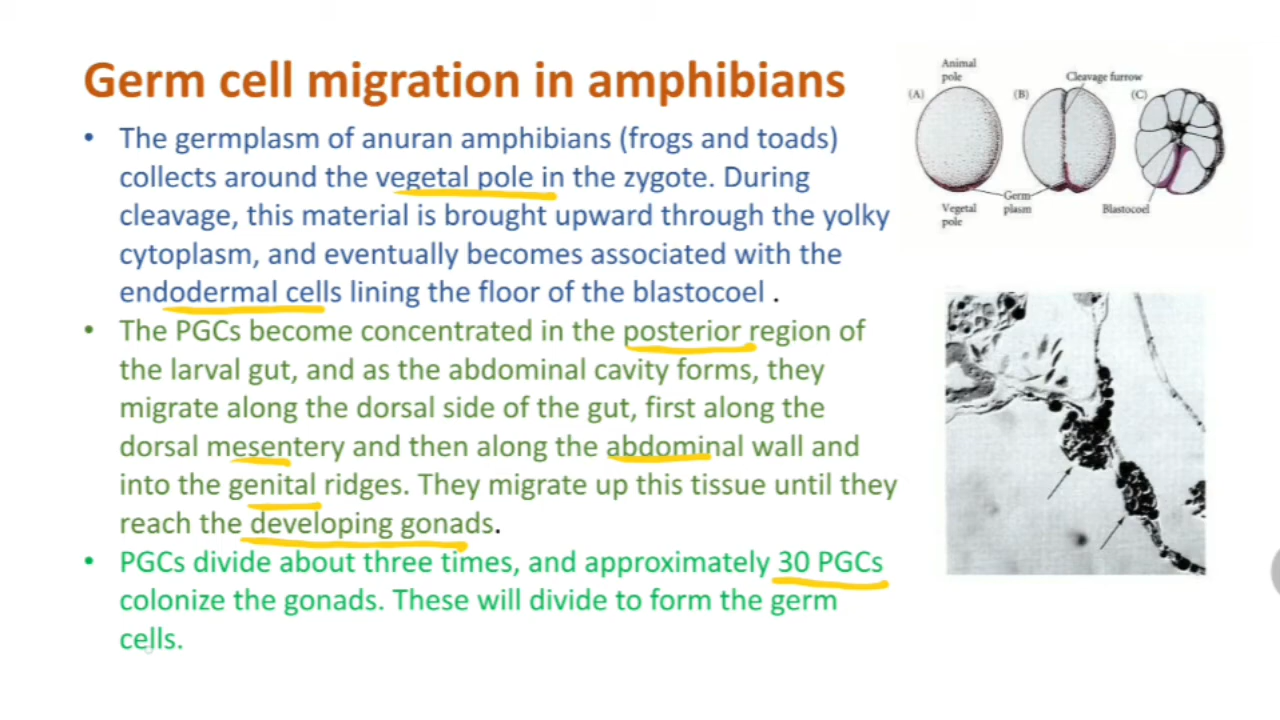 Germ cell migration in amphibians
• The germplasm of anuran amphibians (frogs and toads)
collects around the vegetal pole in the zygote. During
cleavage, this material is brought upward through the yolky
cytoplasm, and eventually becomes associated with the
endodermal cells lining the floor of the blastocoel .
• The PGCs become concentrated in the posterior region of
the larval gut, and as the abdominal cavity forms, they
migrate along the dorsal side of the gut, first along the
dorsal mesentery and then along the abdominal wall and
into the genital ridges. They migrate up this tissue until they
reach the developing gonads.
• PGCs divide about three times, and approximately 30 PGCs
colonize the gonads. These will divide to form the germ
cells.
Animal
pole
Cleavage furrow
(A)
(B)
(C)
Germ
plasm
Vegetal
pole
Blastocoel